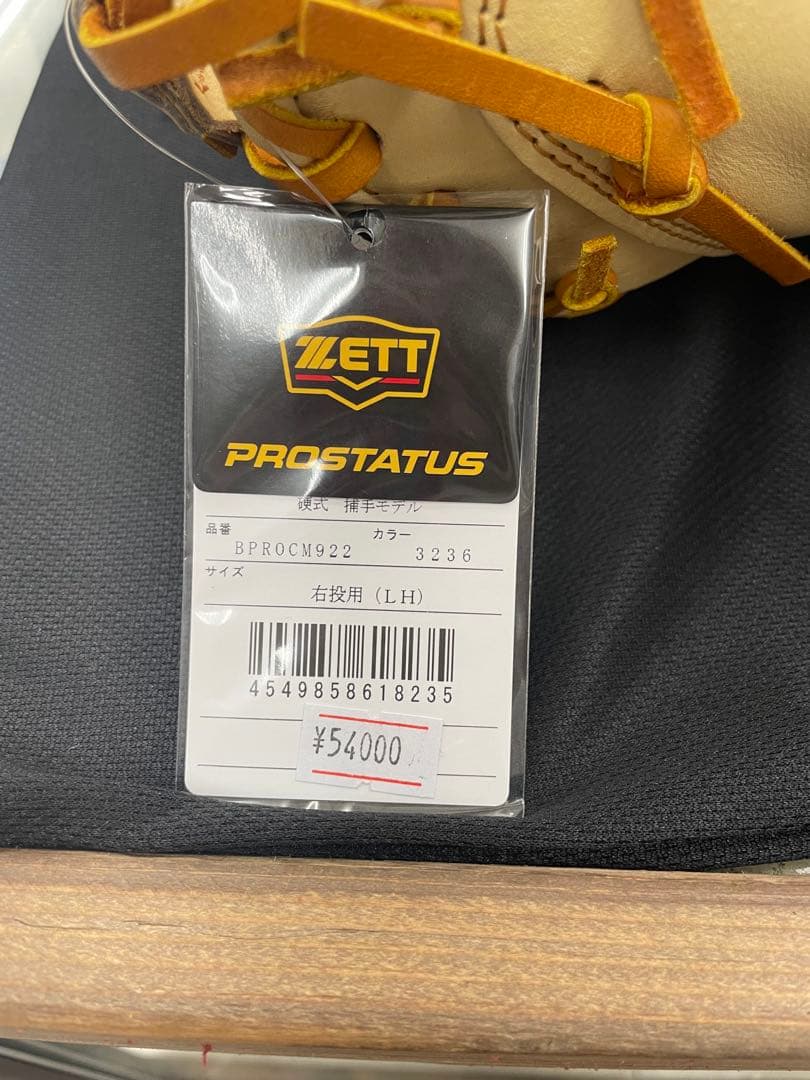 ZETT
PROSTATUS
硬式 捕手モデル
品番 カラー
BPROCM922 3236
サイズ
右投用（LH）
4549858618235
¥54000